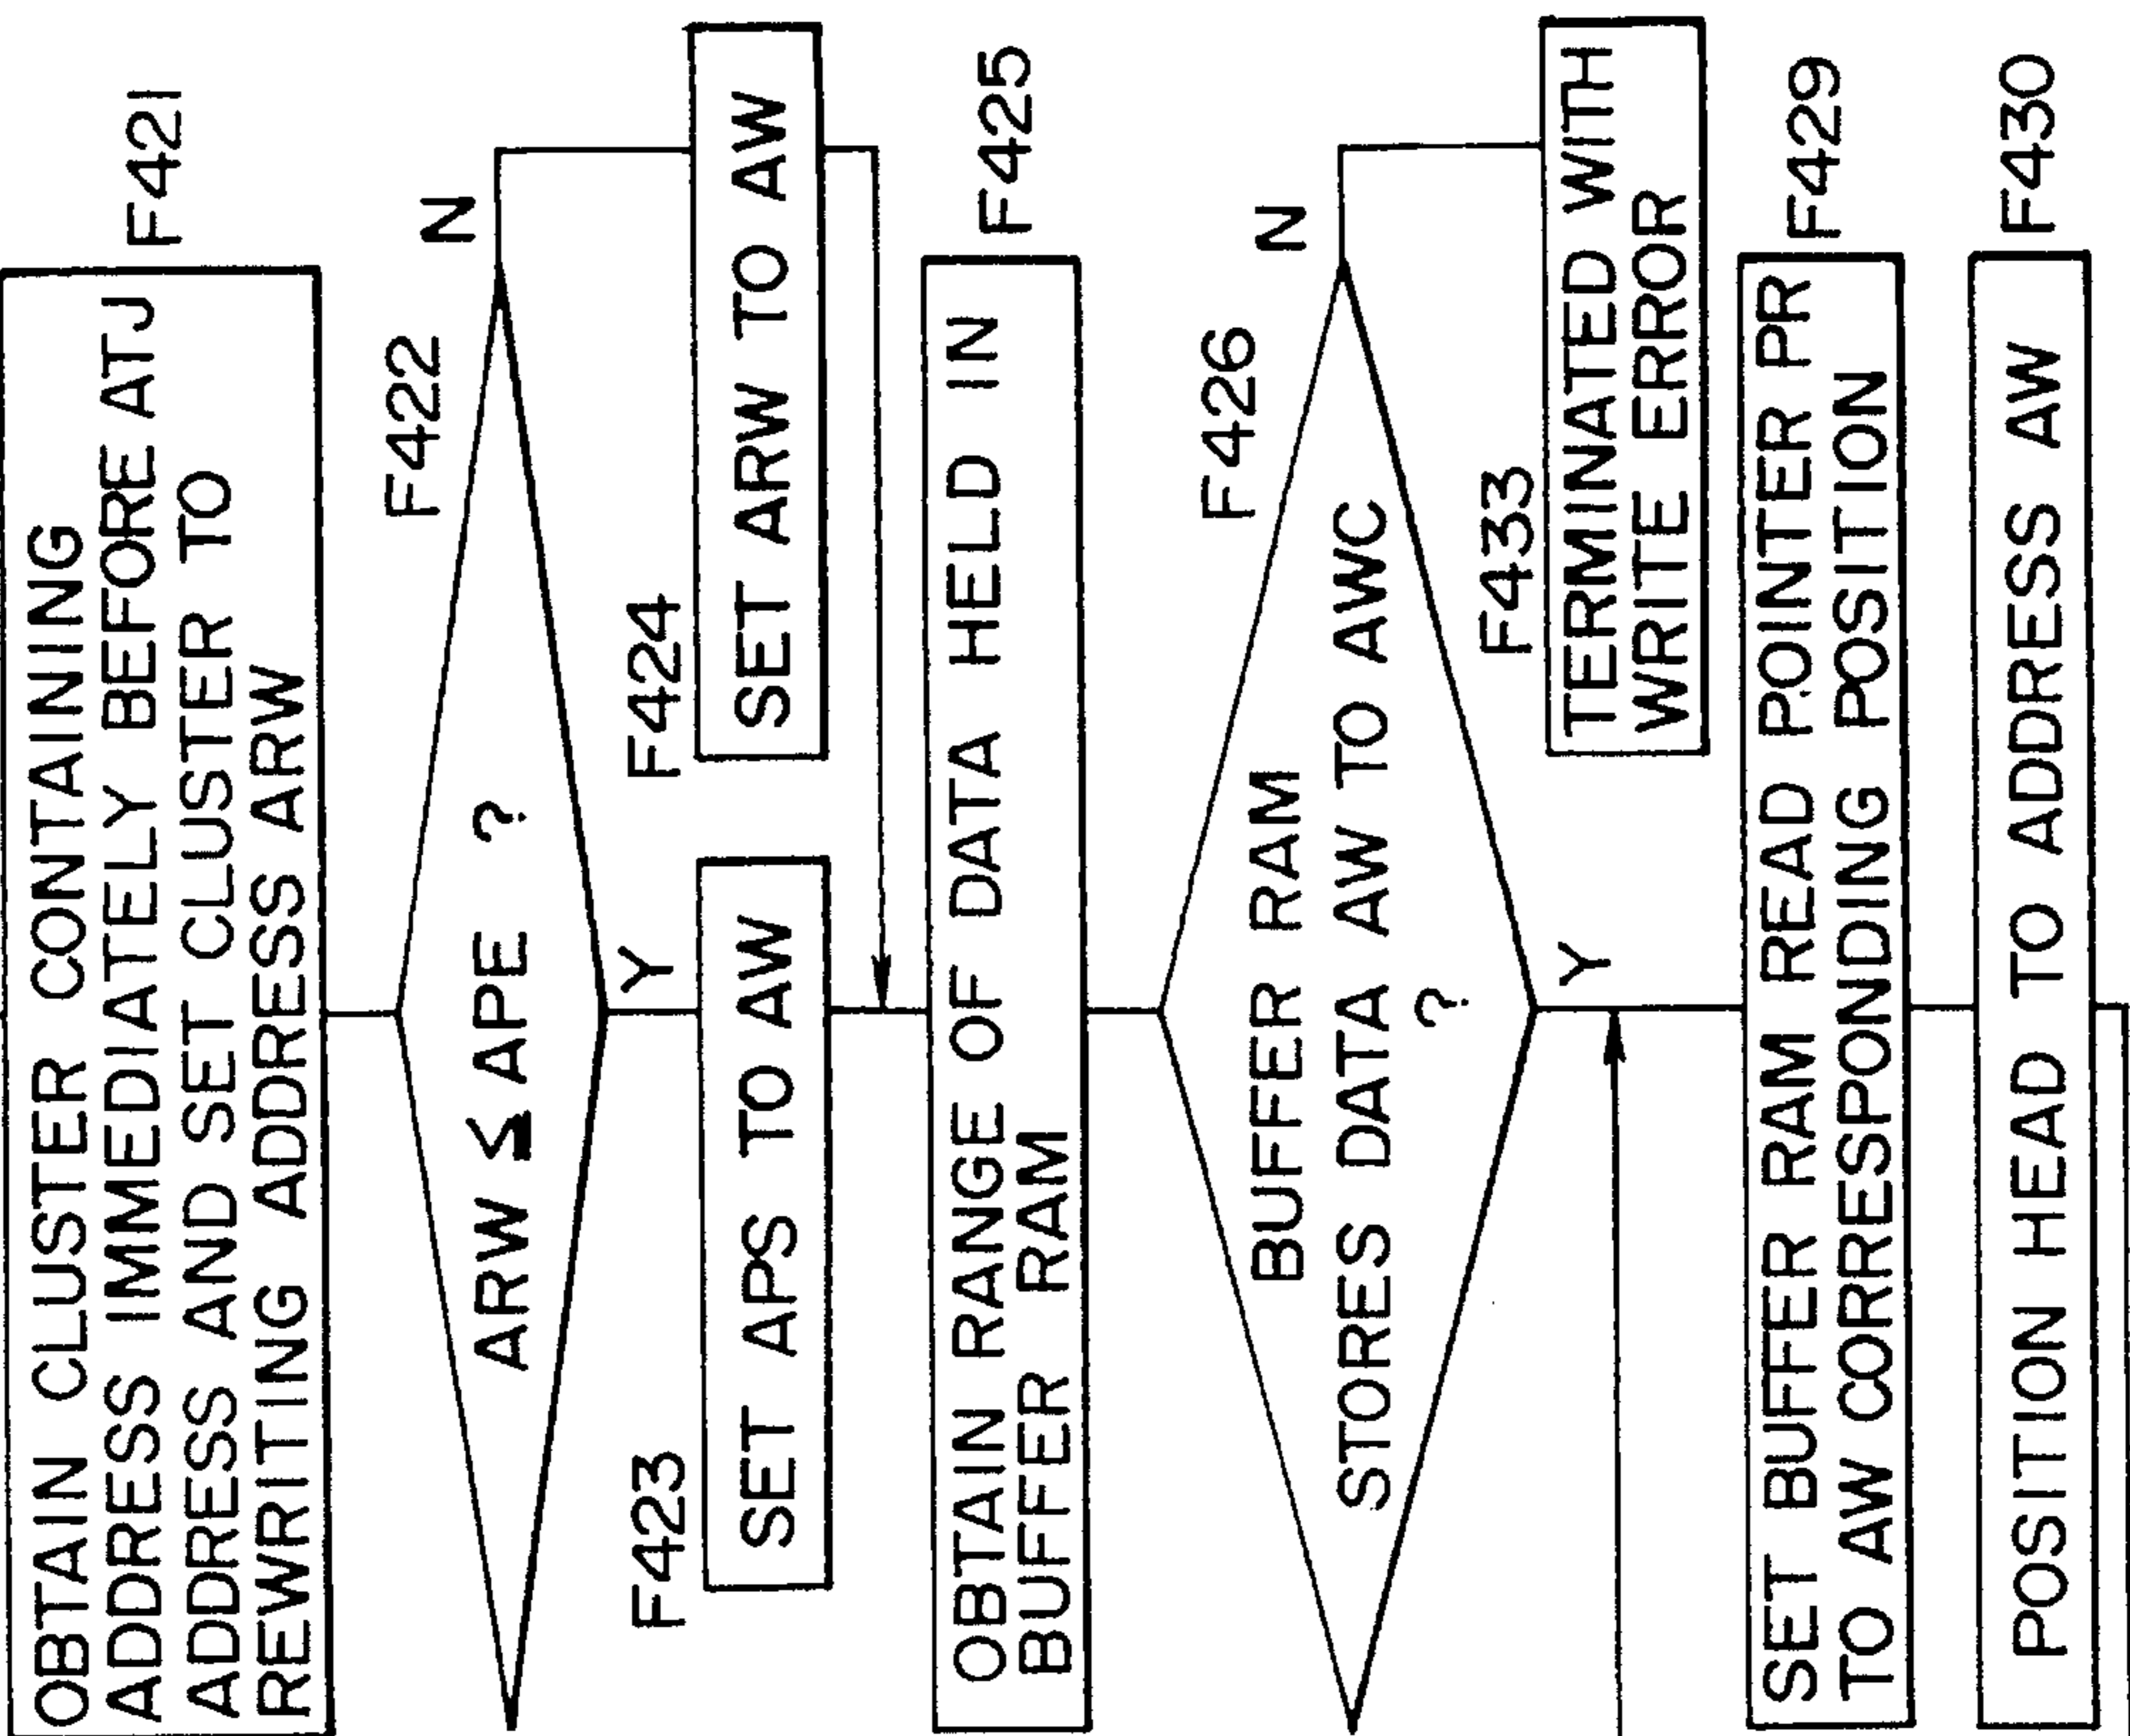 OBTAIN CLUSTER CONTAINING
ADDRESS IMMEDIATELY BEFORE ATJ
ADDRESS AND SET CLUSTER TO
REWRITING ADDRESS ARW
F421
F422
ARW ≤ APE ?
N
Y
F423
SET APS TO AW
F424
SET ARW TO AW
F425
OBTAIN RANGE OF DATA HELD IN
BUFFER RAM
F426
BUFFER RAM
STORES DATA AW TO AWC
?
N
Y
F433
TERMINATED WITH
WRITE ERROR
F429
SET BUFFER RAM READ POINTER PR
TO AW CORRESPONDING POSITION
F430
POSITION HEAD TO ADDRESS AW